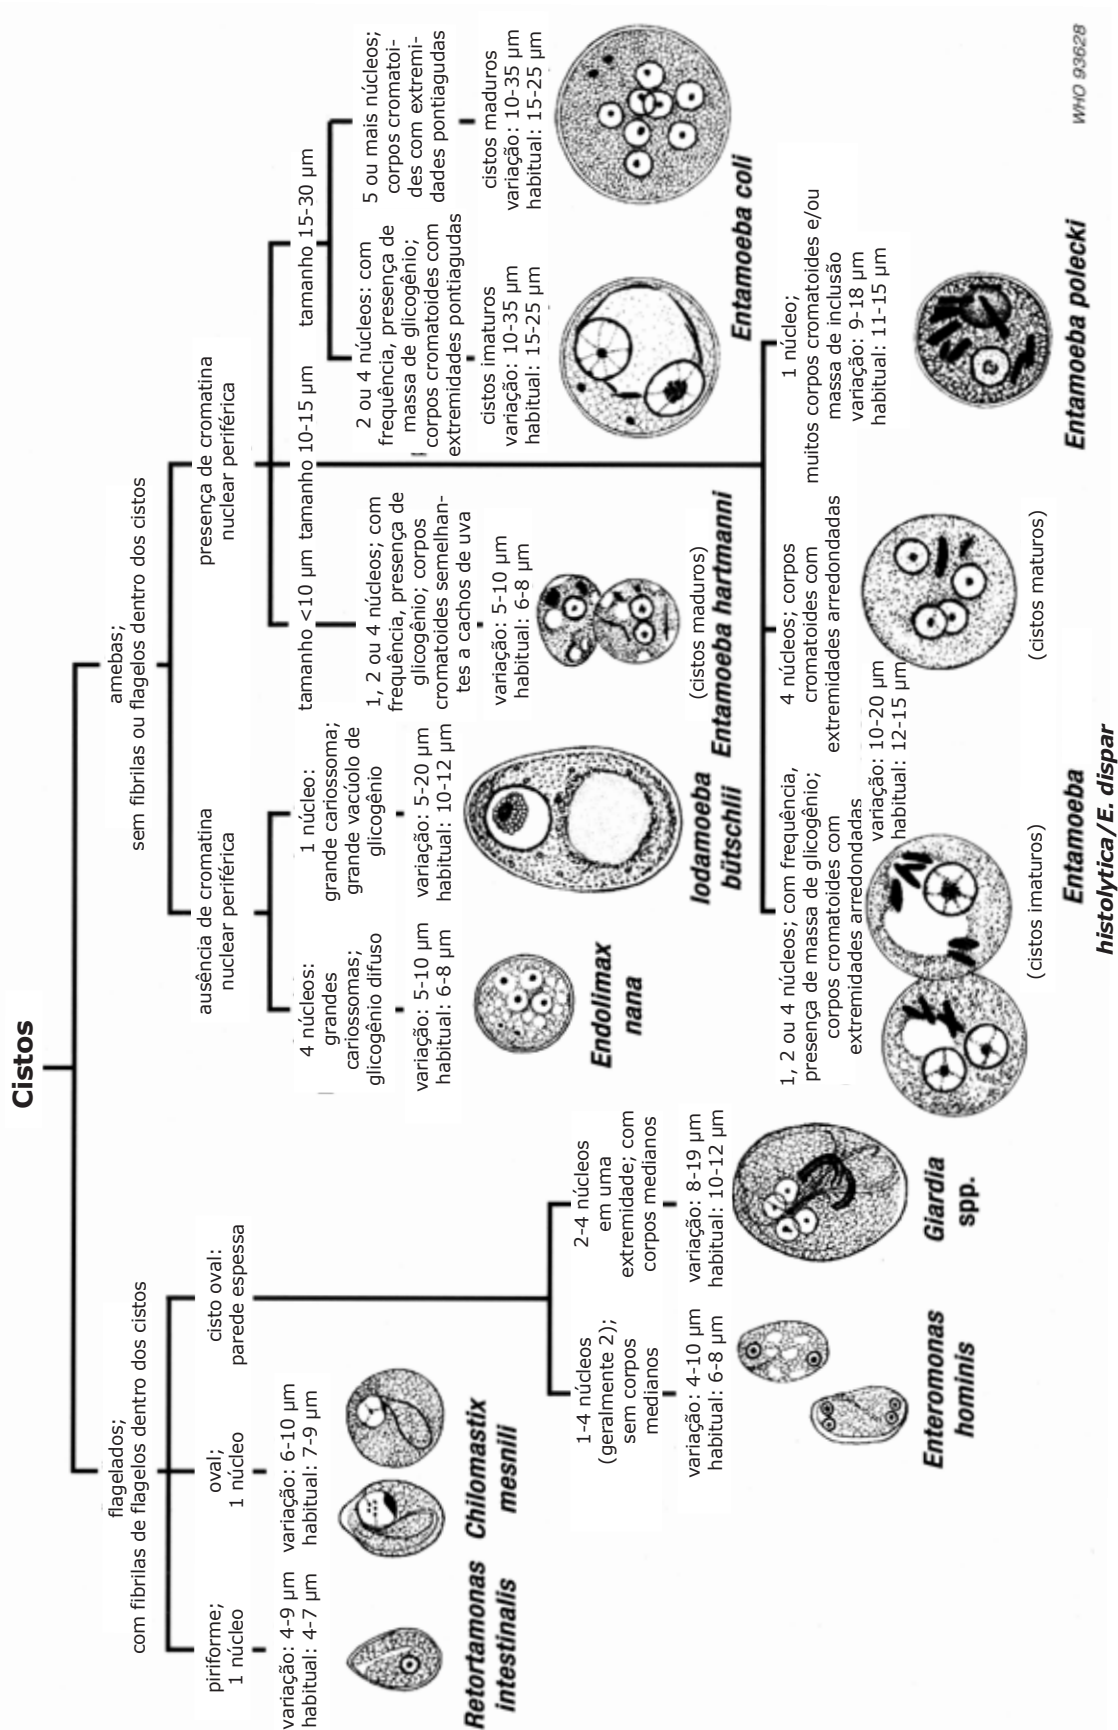 Cistos
flagelados;
com fibrilas de flagelos dentro dos cistos
piriforme;
1 núcleo
variação: 4-9 µm
habitual: 4-7 µm
Retortamonas
intestinalis
oval;
1 núcleo
variação: 6-10 µm
habitual: 7-9 µm
Chilomastix
mesnili
cisto oval:
parede espessa
1-4 núcleos
(geralmente 2);
sem corpos
medianos
variação: 4-10 µm
habitual: 6-8 µm
Enteromonas
hominis
2-4 núcleos
em uma
extremidade; com
corpos medianos
variação: 8-19 µm
habitual: 10-12 µm
Giardia
spp.
amebas;
sem fibrilas ou flagelos dentro dos cistos
ausência de cromatina
nuclear periférica
4 núcleos:
grandes
cariossomas;
glicogênio difuso
variação: 5-10 µm
habitual: 6-8 µm
Endolimax
nana
1 núcleo:
grande cariossoma;
grande vacúolo de
glicogênio
variação: 5-20 µm
habitual: 10-12 µm
Iodamoeba
bütschlii
presença de cromatina
nuclear periférica
tamanho <10 µm
1, 2 ou 4 núcleos; com
frequência, presença de
glicogênio; corpos
cromatoides semelhan-
tes a cachos de uva
variação: 5-10 µm
habitual: 6-8 µm
(cistos maduros)
Entamoeba hartmanni
tamanho 10-15 µm
1, 2 ou 4 núcleos; com frequência,
presença de massa de glicogênio;
corpos cromatoides com
extremidades arredondadas
(cistos imaturos)
variação: 10-20 µm
habitual: 12-15 µm
4 núcleos; corpos
cromatoides com
extremidades arredondadas
(cistos maturos)
Entamoeba
histolytica/E. dispar
1 núcleo;
muitos corpos cromatoides e/ou
massa de inclusão
variação: 9-18 µm
habitual: 11-15 µm
Entamoeba polecki
tamanho 15-30 µm
2 ou 4 núcleos: com
frequência, presença de
massa de glicogênio;
corpos cromatoides com
extremidades pontiagudas
cistos imaturos
variação: 10-35 µm
habitual: 15-25 µm
5 ou mais núcleos;
corpos cromatoi-
des com extremi-
dades pontiagudas
cistos maduros
variação: 10-35 µm
habitual: 15-25 µm
Entamoeba coli
WHO 93628